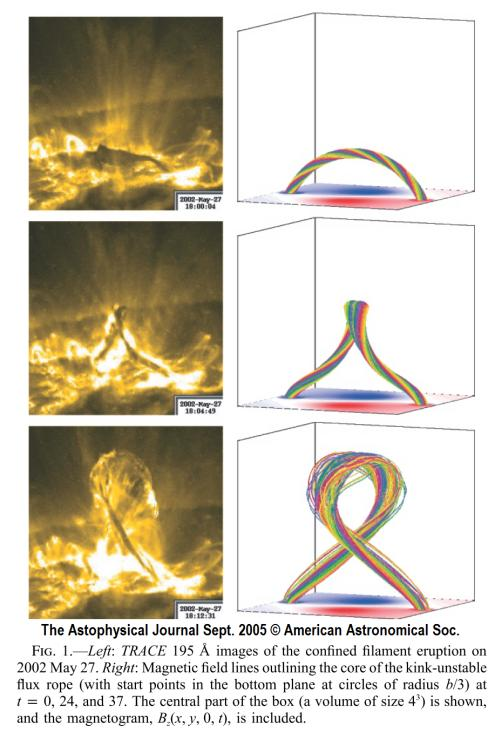 2002-May-27
18:00:04
2002-May-27
18:04:49
2002-May-27
18:12:31
The Astophysical Journal Sept. 2005 © American Astronomical Soc.
FIG. 1.—Left: TRACE 195 Å images of the confined filament eruption on
2002 May 27. Right: Magnetic field lines outlining the core of the kink-unstable
flux rope (with start points in the bottom plane at circles of radius b/3) at
t = 0, 24, and 37. The central part of the box (a volume of size 4³) is shown,
and the magnetogram, Bz(x, y, 0, t), is included.